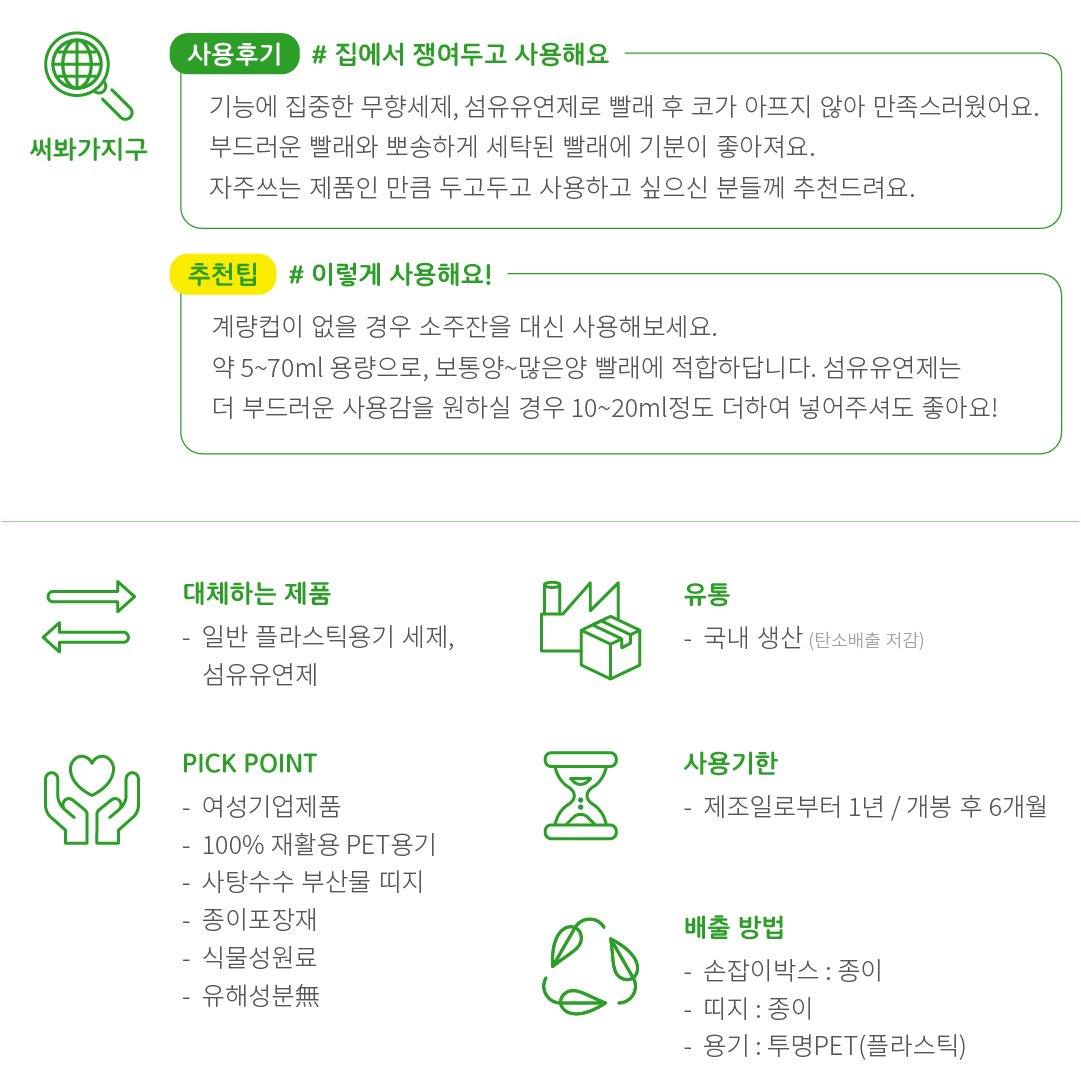 써봐가지구
사용후기 # 집에서 쟁여두고 사용해요
기능에 집중한 무향세제, 섬유유연제로 빨래 후 코가 아프지 않아 만족스러웠어요.
부드러운 빨래와 뽀송하게 세탁된 빨래에 기분이 좋아져요.
자주쓰는 제품인 만큼 두고두고 사용하고 싶으신 분들께 추천드려요.
추천팁 # 이렇게 사용해요!
계량컵이 없을 경우 소주잔을 대신 사용해보세요.
약 5~70ml 용량으로, 보통양~많은양 빨래에 적합하답니다. 섬유유연제는
더 부드러운 사용감을 원하실 경우 10~20ml정도 더하여 넣어주셔도 좋아요!
대체하는 제품
- 일반 플라스틱용기 세제,
섬유유연제
유통
- 국내 생산 (탄소배출 저감)
PICK POINT
- 여성기업제품
- 100% 재활용 PET용기
- 사탕수수 부산물 띠지
- 종이포장재
- 식물성원료
- 유해성분無
사용기한
- 제조일로부터 1년 / 개봉 후 6개월
배출 방법
- 손잡이박스 : 종이
- 띠지 : 종이
- 용기 : 투명PET(플라스틱)